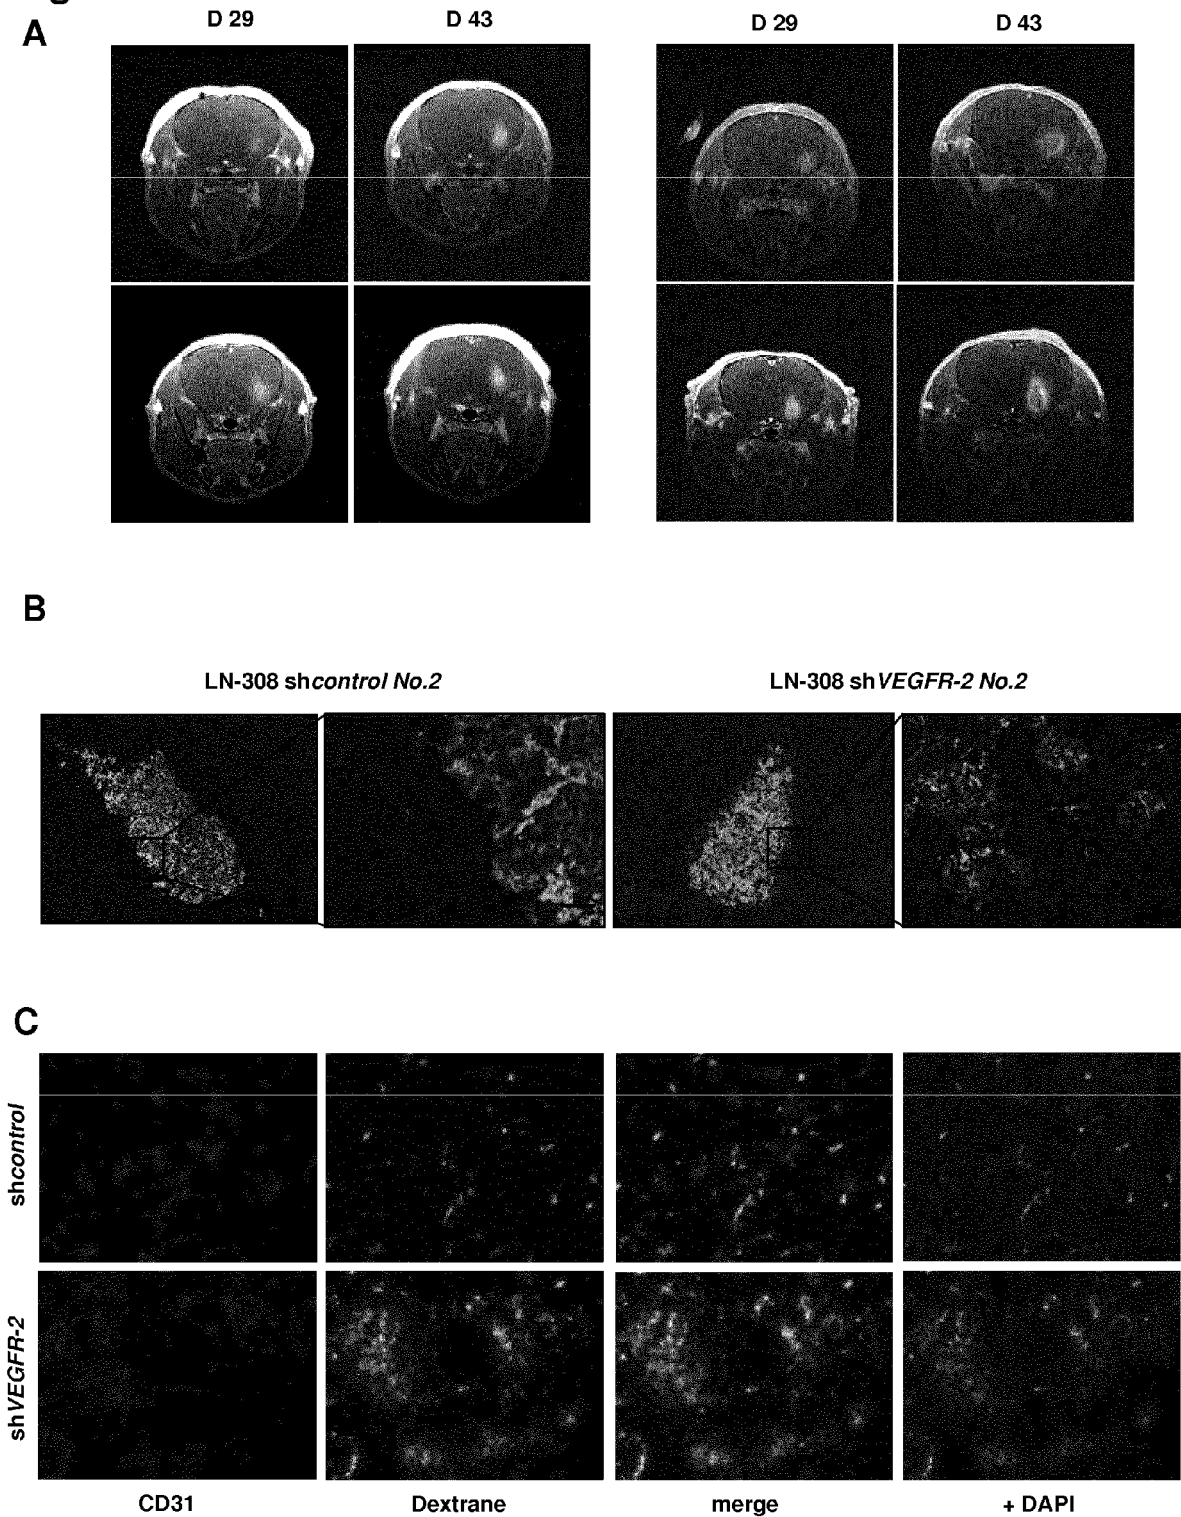 A
D 29 D 43 D 29 D 43
B
LN-308 shcontrol No.2 LN-308 shVEGFR-2 No.2
C
shcontrol
shVEGFR-2
CD31 Dextrane merge + DAPI